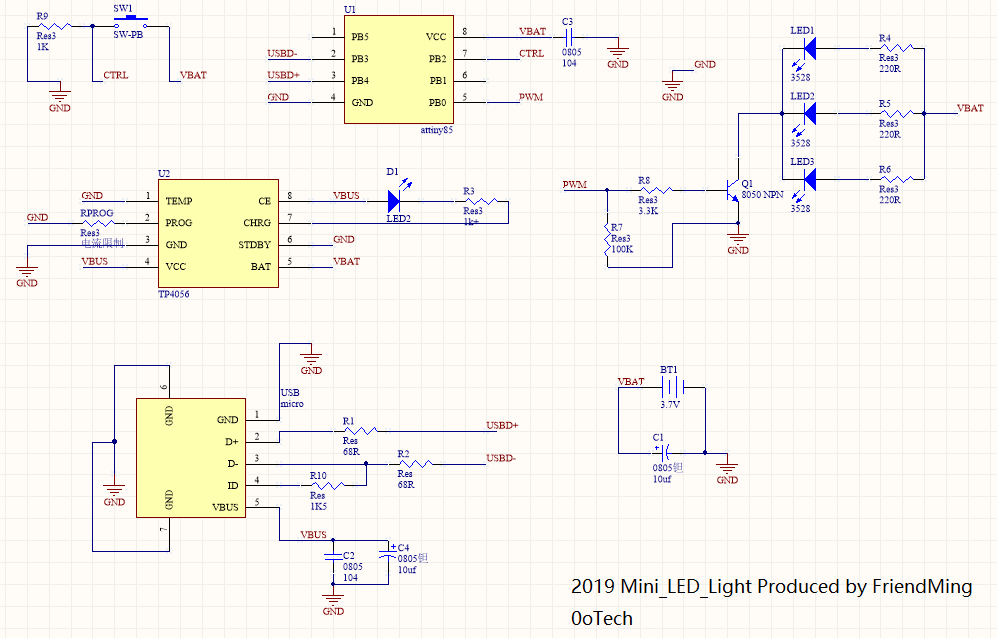 R9
Res3
1K
SW1
SW-PB
CTRL
VBAT
GND
U1
1 PB5 VCC 8 VBAT
USBD- 2 PB3 PB2 7 CTRL
USBD+ 3 PB4 PB1 6
GND 4 GND PB0 5 PWM
attiny85
C3
0805
104
GND
GND
GND
LED1
3528
R4
Res3
220R
LED2
3528
R5
Res3
220R
VBAT
LED3
3528
R6
Res3
220R
PWM
R8
Res3
3.3K
Q1
8050 NPN
R7
Res3
100K
GND
U2
GND 1 TEMP CE 8 VBUS
GND
RPROG
Res3
电流限制
2 PROG CHRG 7
3 GND STDBY 6 GND
VBUS 4 VCC BAT 5 VBAT
GND
TP4056
D1
LED2
R3
Res3
1k+
GND
USB
micro
6
GND
GND 1
D+ 2
D- 3
ID 4
VBUS 5
GND
7
GND
R1
Res
68R
USBD+
R2
Res
68R
USBD-
R10
Res
1K5
VBUS
C2
0805
104
+ C4
0805钽
10uf
GND
VBAT
BT1
3.7V
C1
+
0805钽
10uf
GND
2019 Mini_LED_Light Produced by FriendMing
0oTech